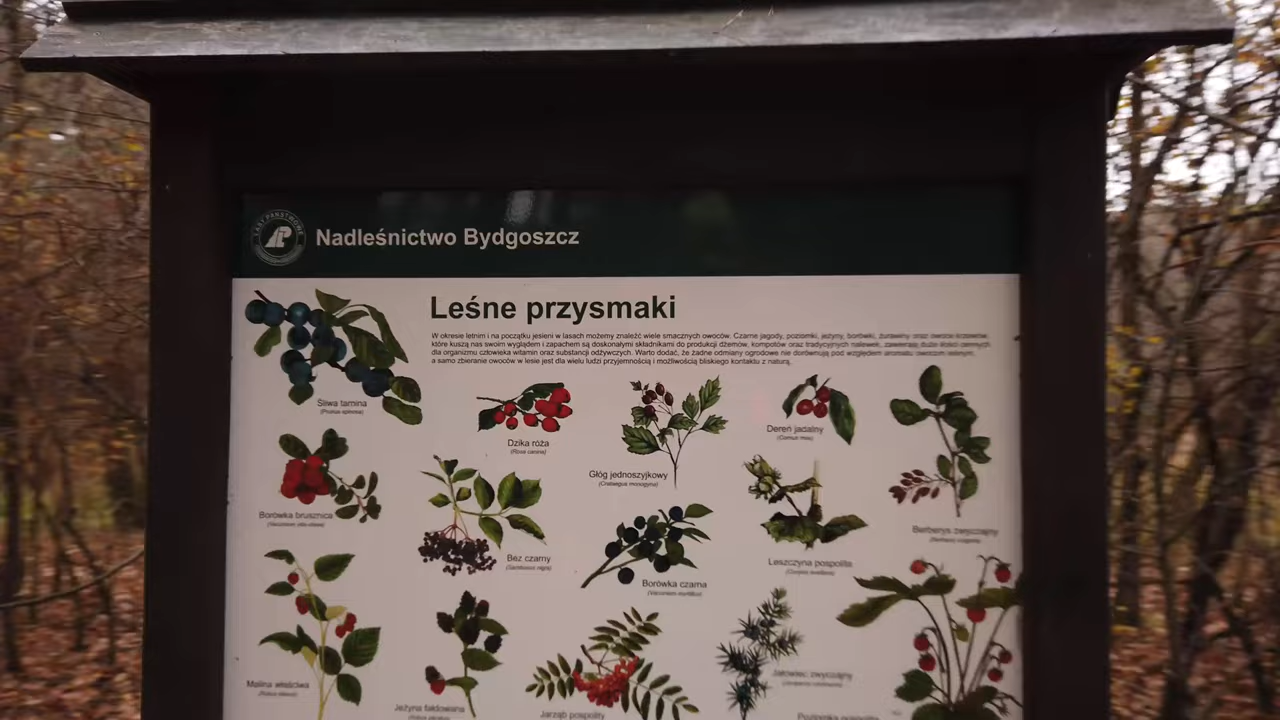 LASY PAŃSTWOWE
Nadleśnictwo Bydgoszcz
Leśne przysmaki
W okresie letnim i na początku jesieni w lasach możemy znaleźć wiele smacznych owoców. Czarne jagody, poziomki, jeżyny, borówki, żurawiny oraz owoce krzewów,
które kuszą nas swoim wyglądem i zapachem są doskonałymi składnikami do produkcji dżemów, kompotów oraz tradycyjnych nalewek, zawierają duże ilości cennych
dla organizmu człowieka witamin oraz substancji odżywczych. Warto dodać, że żadne odmiany ogrodowe nie dorównują pod względem aromatu owocom leśnym,
a samo zbieranie owoców w lesie jest dla wielu ludzi przyjemnością i możliwością bliskiego kontaktu z naturą.
Śliwa tarnina
(Prunus spinosa)
Dzika róża
(Rosa canina)
Głóg jednoszyjkowy
(Crataegus monogyna)
Dereń jadalny
(Cornus mas)
Berberys zwyczajny
(Berberis vulgaris)
Borówka brusznica
(Vaccinium vitis-idaea)
Bez czarny
(Sambucus nigra)
Borówka czarna
(Vaccinium myrtillus)
Leszczyna pospolita
(Corylus avellana)
Malina właściwa
(Rubus idaeus)
Jeżyna fałdowana
Jarząb pospolity
Jałowiec zwyczajny
(Juniperus communis)
Poziomka pospolita